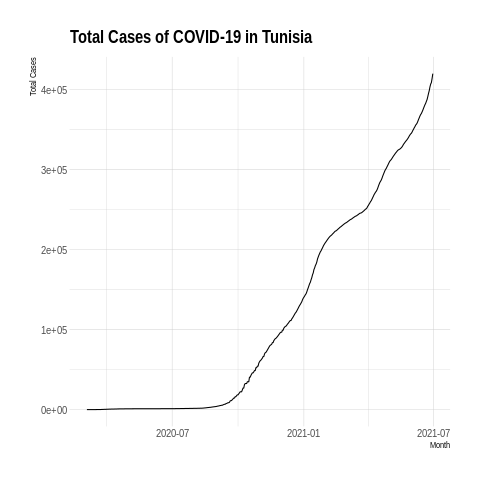 Total Cases of COVID-19 in Tunisia
Total Cases
4e+05
3e+05
2e+05
1e+05
0e+00
2020-07
2021-01
2021-07
Month